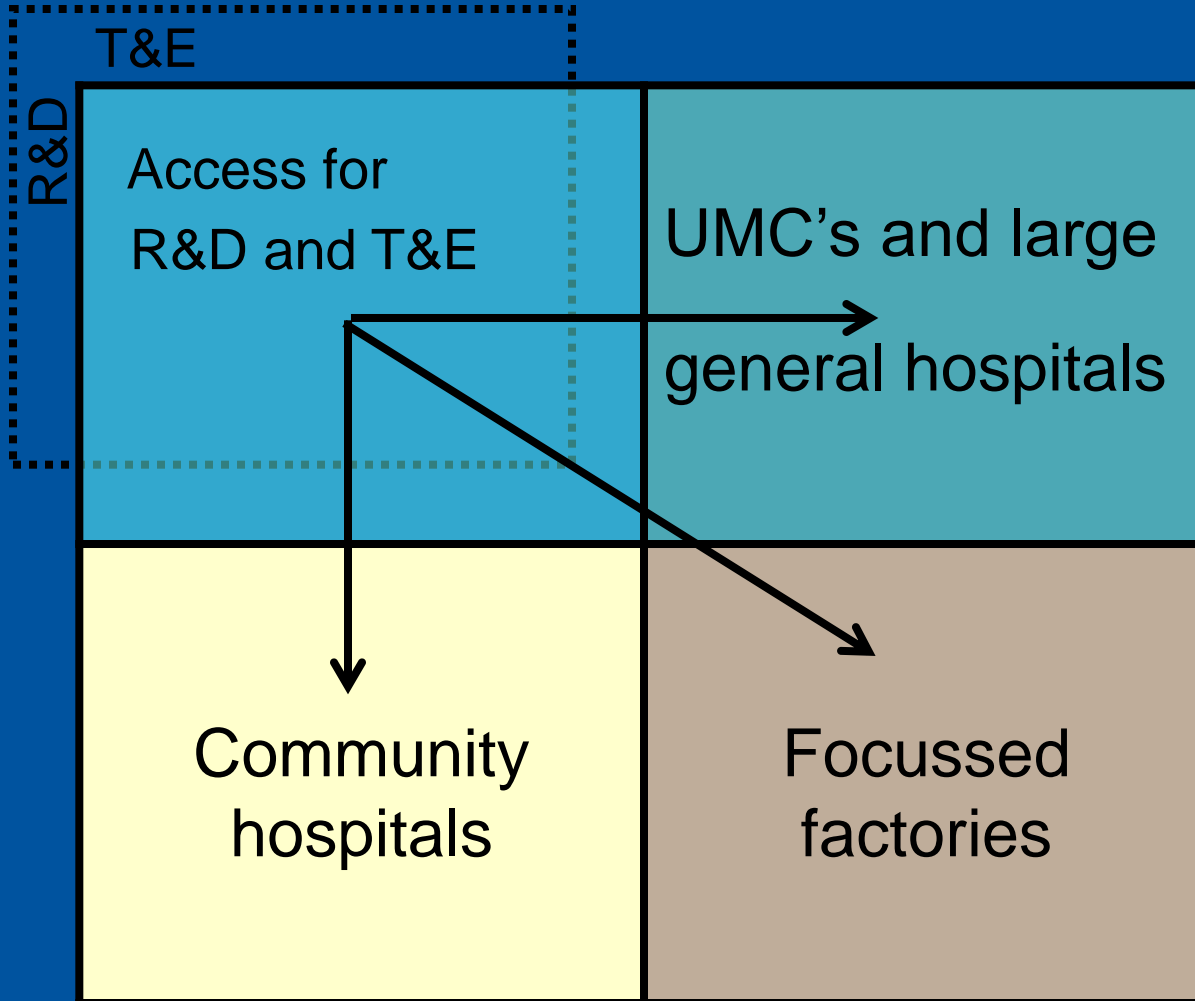 T&E
R&D
Access for
R&D and T&E
UMC’s and large
general hospitals
Community
hospitals
Focussed
factories